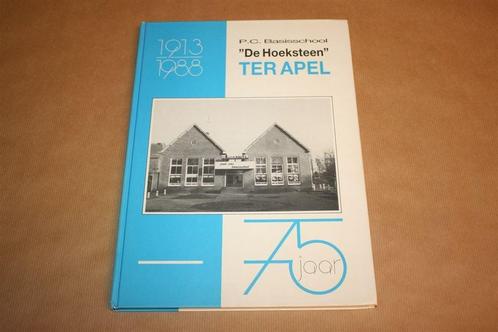 1913
1988
P.C. Basisschool
"De Hoeksteen"
TER APEL
75
jaar